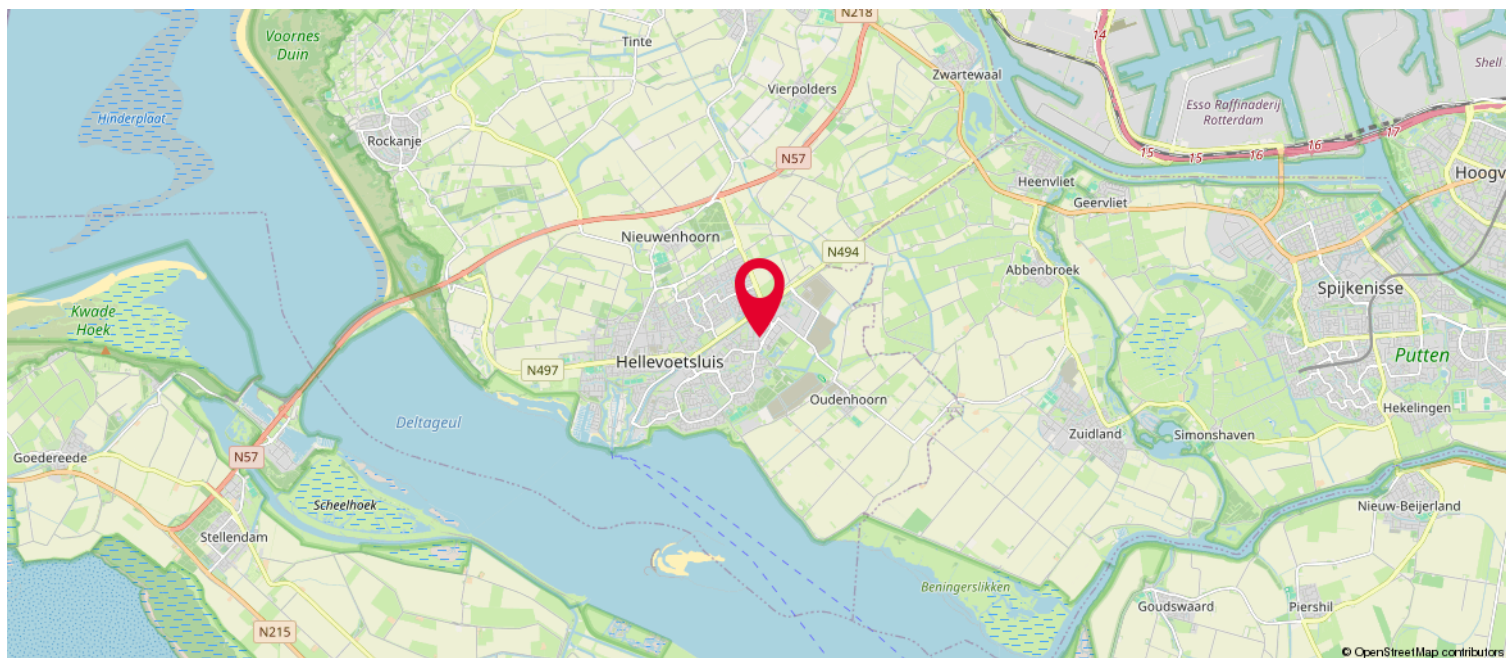 N218
Voornes
Duin
Tinte
14
Shell
Zwartewaal
Vierpolders
Hinderplaat
Esso Raffinaderij
Rotterdam
Rockanje
17
16
16
15
15
N57
Hoogv
Heenvliet
Geervliet
Nieuwenhoorn
N494
Abbenbroek
Spijkenisse
Kwade
Hoek
Putten
Hellevoetsluis
N497
Oudenhoorn
Hekelingen
Deltageul
Zuidland
Simonshaven
Goedereede
N57
Scheelhoek
Nieuw-Beijerland
Stellendam
Beningerslikken
Goudswaard
Piershil
N215
© OpenStreetMap contributors